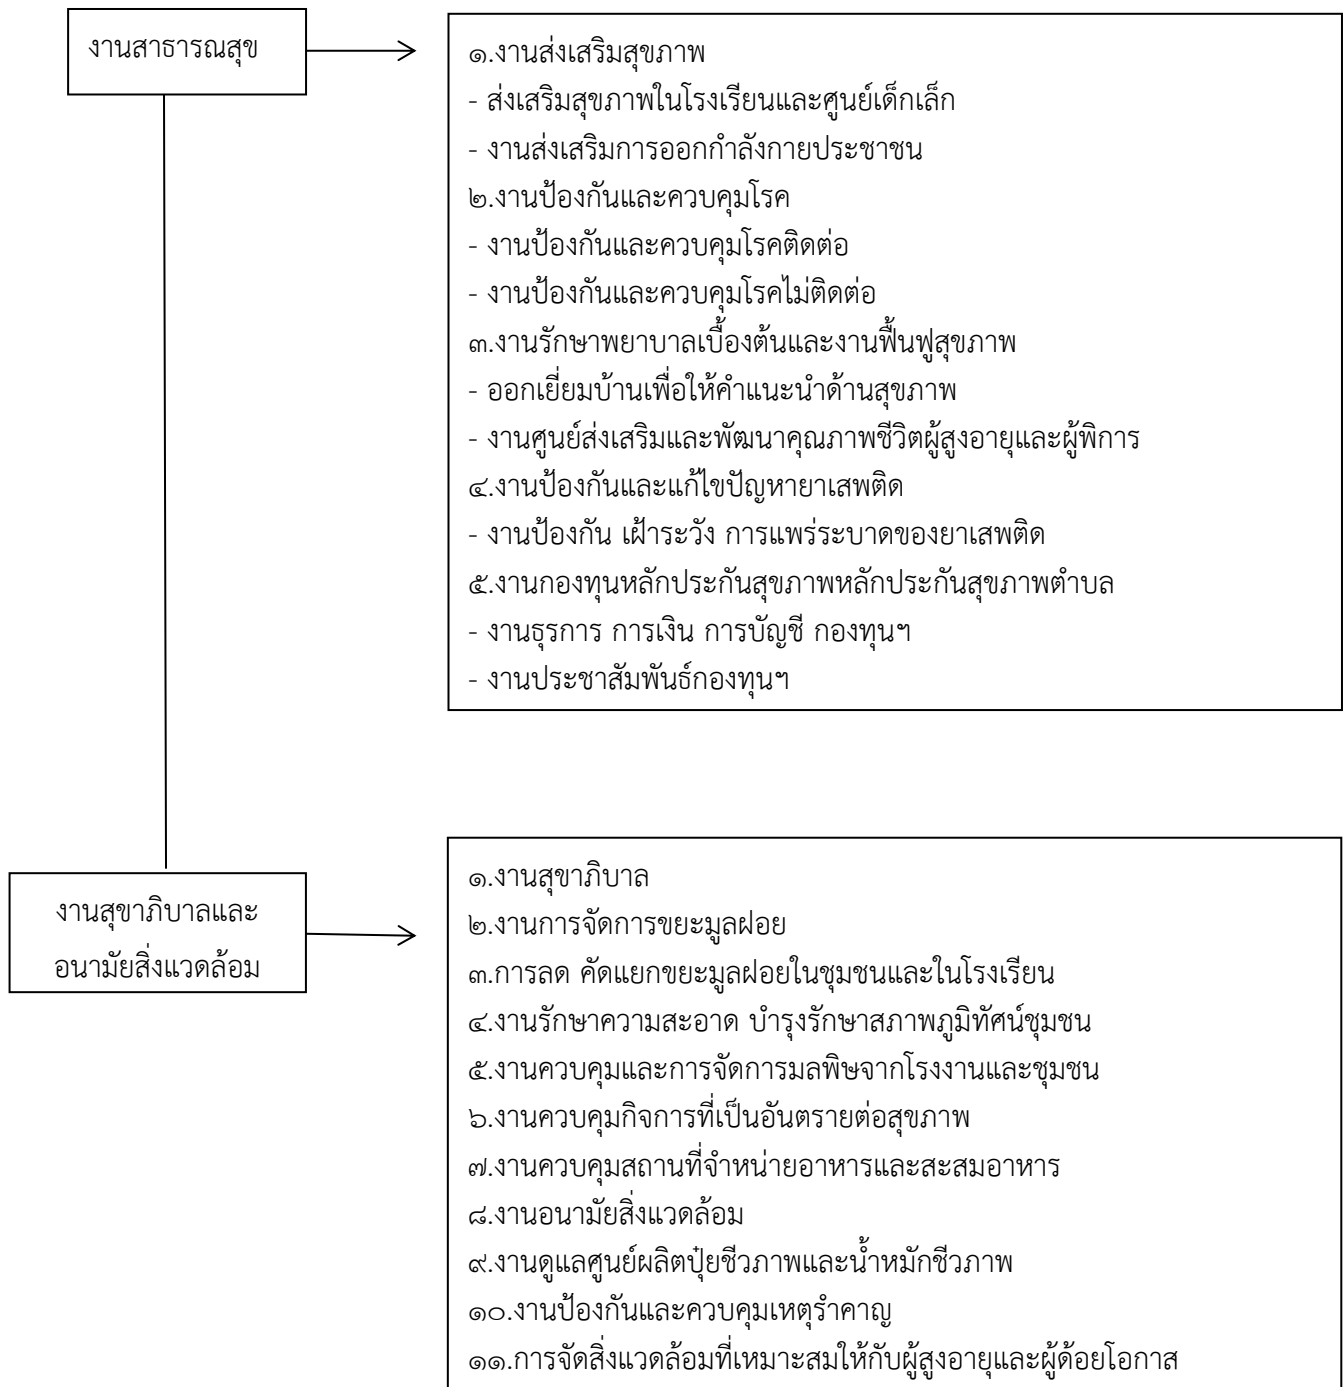 งานสาธารณสุข
๑.งานส่งเสริมสุขภาพ
- ส่งเสริมสุขภาพในโรงเรียนและศูนย์เด็กเล็ก
- งานส่งเสริมการออกกำลังกายประชาชน
๒.งานป้องกันและควบคุมโรค
- งานป้องกันและควบคุมโรคติดต่อ
- งานป้องกันและควบคุมโรคไม่ติดต่อ
๓.งานรักษาพยาบาลเบื้องต้นและงานฟื้นฟูสุขภาพ
- ออกเยี่ยมบ้านเพื่อให้คำแนะนำด้านสุขภาพ
- งานศูนย์ส่งเสริมและพัฒนาคุณภาพชีวิตผู้สูงอายุและผู้พิการ
๔.งานป้องกันและแก้ไขปัญหายาเสพติด
- งานป้องกัน เฝ้าระวัง การแพร่ระบาดของยาเสพติด
๕.งานกองทุนหลักประกันสุขภาพหลักประกันสุขภาพตำบล
- งานธุรการ การเงิน การบัญชี กองทุนฯ
- งานประชาสัมพันธ์กองทุนฯ
งานสุขาภิบาลและ
อนามัยสิ่งแวดล้อม
๑.งานสุขาภิบาล
๒.งานการจัดการขยะมูลฝอย
๓.การลด คัดแยกขยะมูลฝอยในชุมชนและในโรงเรียน
๔.งานรักษาความสะอาด บำรุงรักษาสภาพภูมิทัศน์ชุมชน
๕.งานควบคุมและการจัดการมลพิษจากโรงงานและชุมชน
๖.งานควบคุมกิจการที่เป็นอันตรายต่อสุขภาพ
๗.งานควบคุมสถานที่จำหน่ายอาหารและสะสมอาหาร
๘.งานอนามัยสิ่งแวดล้อม
๙.งานดูแลศูนย์ผลิตปุ๋ยชีวภาพและน้ำหมักชีวภาพ
๑๐.งานป้องกันและควบคุมเหตุรำคาญ
๑๑.การจัดสิ่งแวดล้อมที่เหมาะสมให้กับผู้สูงอายุและผู้ด้อยโอกาส